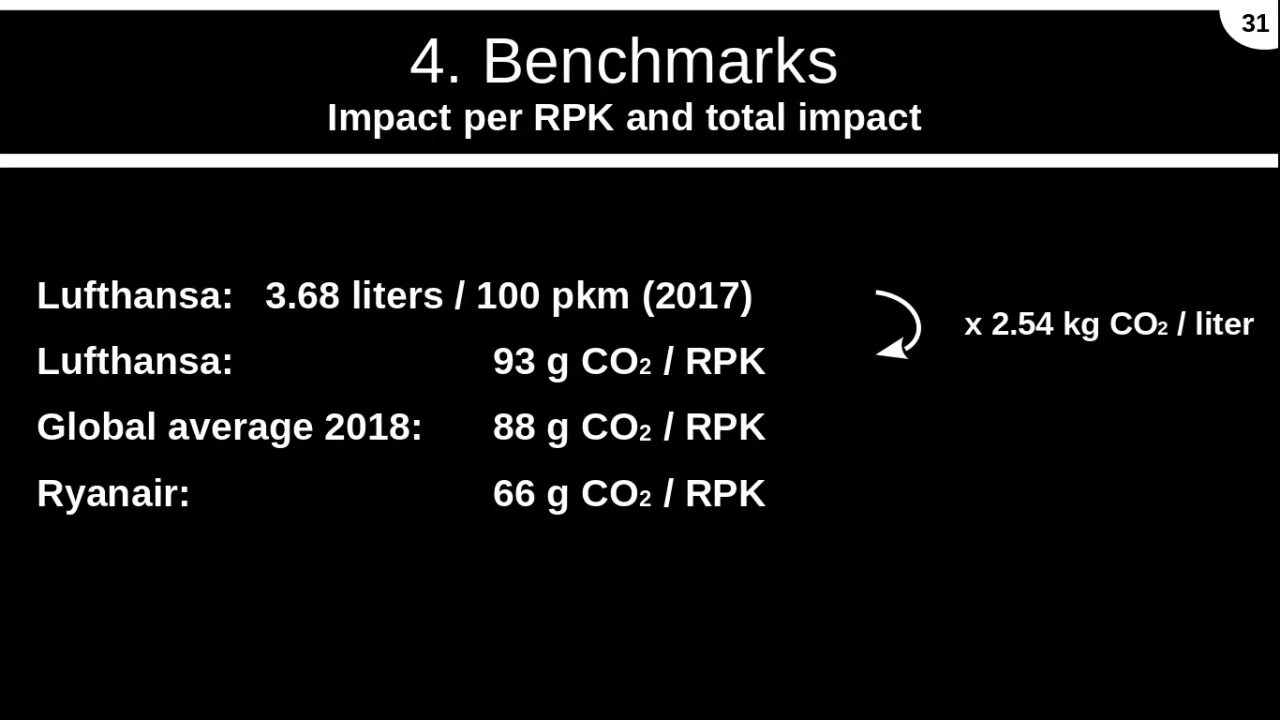 31
4. Benchmarks
Impact per RPK and total impact
Lufthansa: 3.68 liters / 100 pkm (2017)
x 2.54 kg CO₂ / liter
Lufthansa: 93 g CO₂ / RPK
Global average 2018: 88 g CO₂ / RPK
Ryanair: 66 g CO₂ / RPK